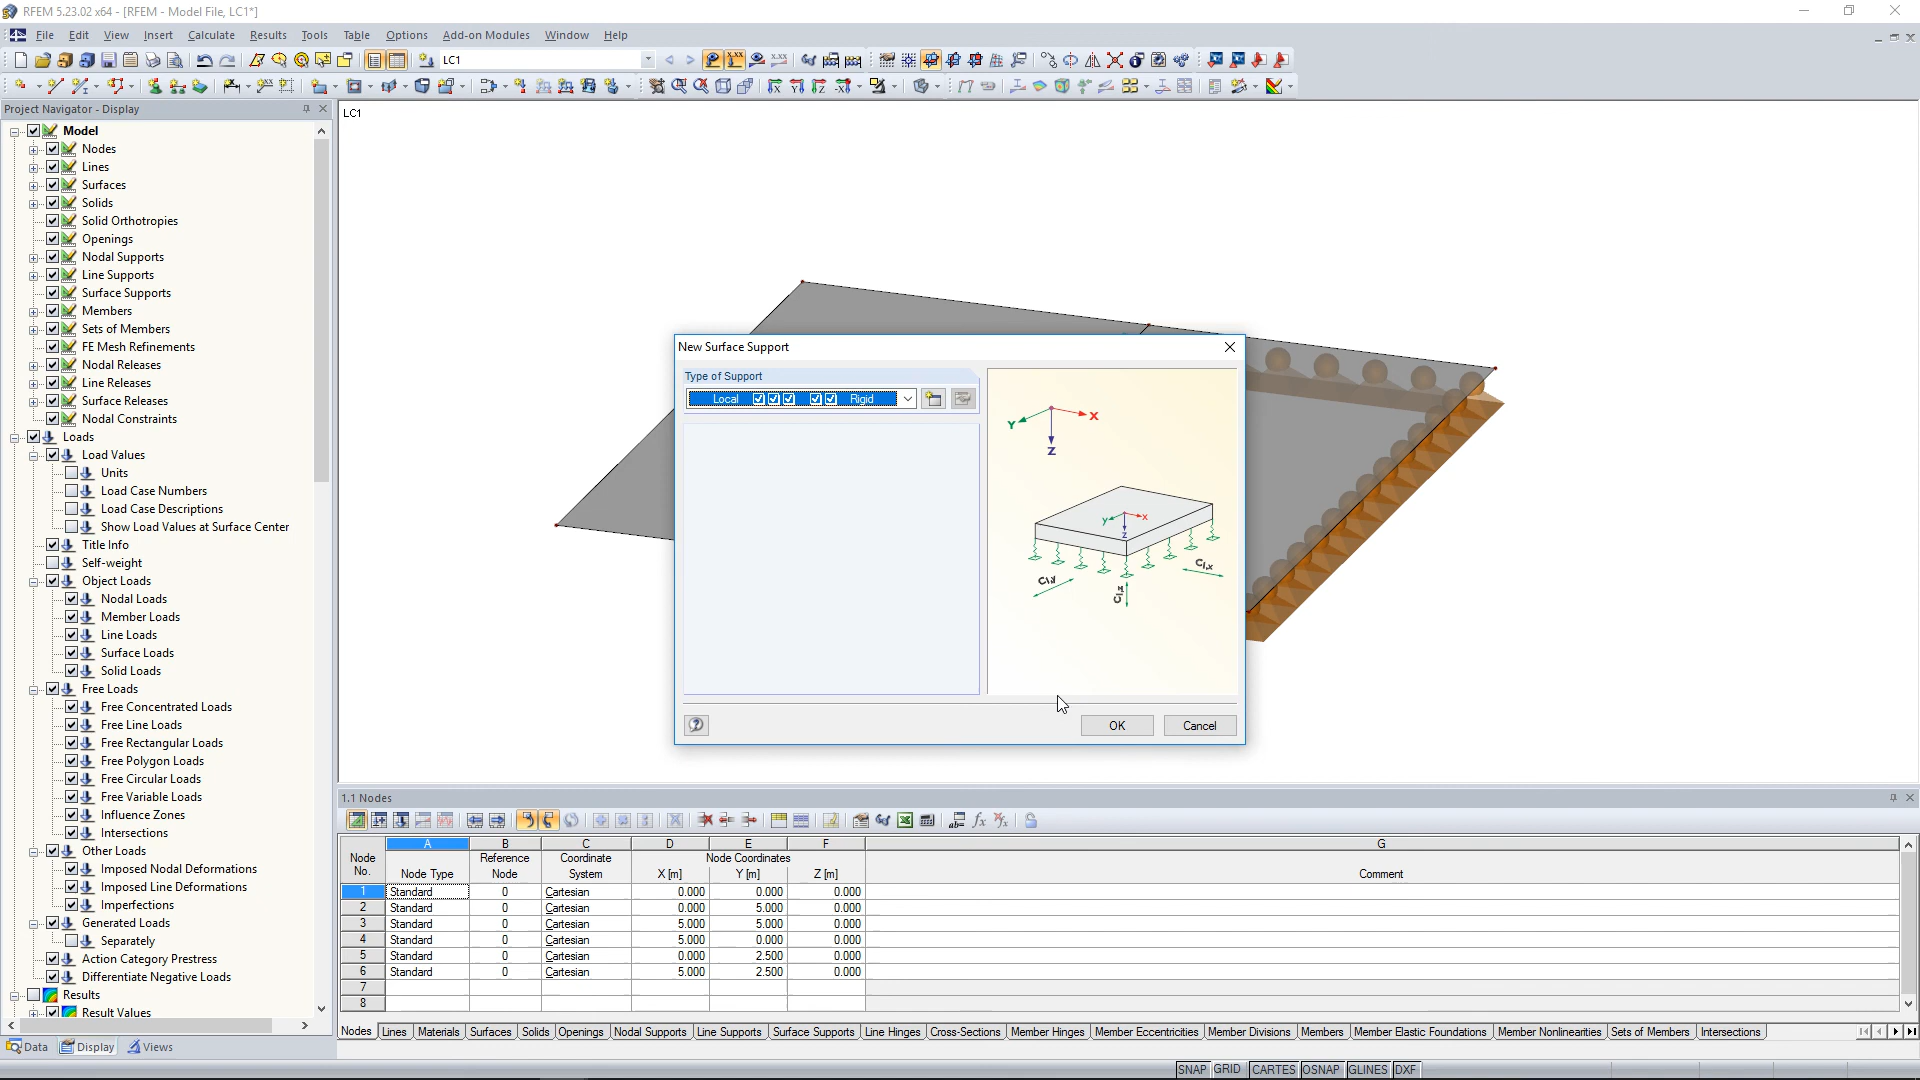 RFEM 5.23.02 x64 - [RFEM - Model File, LC1*]
File Edit View Insert Calculate Results Tools Table Options Add-on Modules Window Help
LC1
Project Navigator - Display
LC1
Model
Nodes
Lines
Surfaces
Solids
Solid Orthotropies
Openings
Nodal Supports
Line Supports
Surface Supports
Members
Sets of Members
FE Mesh Refinements
Nodal Releases
Line Releases
Surface Releases
Nodal Constraints
Loads
Load Values
Units
Load Case Numbers
Load Case Descriptions
Show Load Values at Surface Center
Title Info
Self-weight
Object Loads
Nodal Loads
Member Loads
Line Loads
Surface Loads
Solid Loads
Free Loads
Free Concentrated Loads
Free Line Loads
Free Rectangular Loads
Free Polygon Loads
Free Circular Loads
Free Variable Loads
Influence Zones
Intersections
Other Loads
Imposed Nodal Deformations
Imposed Line Deformations
Imperfections
Generated Loads
Separately
Action Category Prestress
Differentiate Negative Loads
Results
Result Values
Data Display Views
New Surface Support
Type of Support
Local Rigid
X
Y
Z
y x
z
C1,x
OK Cancel
1.1 Nodes
A B C D E F G
Node Reference Coordinate Node Coordinates
No. Node Type Node System X [m] Y [m] Z [m] Comment
1 Standard 0 Cartesian 0.000 0.000 0.000
2 Standard 0 Cartesian 0.000 5.000 0.000
3 Standard 0 Cartesian 5.000 5.000 0.000
4 Standard 0 Cartesian 5.000 0.000 0.000
5 Standard 0 Cartesian 0.000 2.500 0.000
6 Standard 0 Cartesian 5.000 2.500 0.000
7
8
Nodes Lines Materials Surfaces Solids Openings Nodal Supports Line Supports Surface Supports Line Hinges Cross-Sections Member Hinges Member Eccentricities Member Divisions Members Member Elastic Foundations Member Nonlinearities Sets of Members Intersections
SNAP GRID CARTES OSNAP GLINES DXF